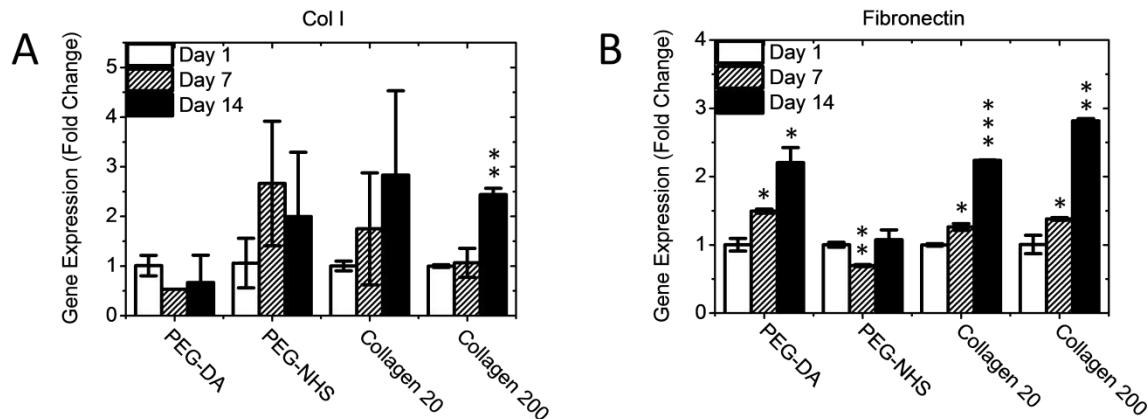 A
Col I
Gene Expression (Fold Change)
5
4
3
2
1
0
Day 1
Day 7
Day 14
**
PEG-DA
PEG-NHS
Collagen 20
Collagen 200
B
Fibronectin
Gene Expression (Fold Change)
4
3
2
1
0
Day 1
Day 7
Day 14
*
*
**
*
***
*
**
PEG-DA
PEG-NHS
Collagen 20
Collagen 200